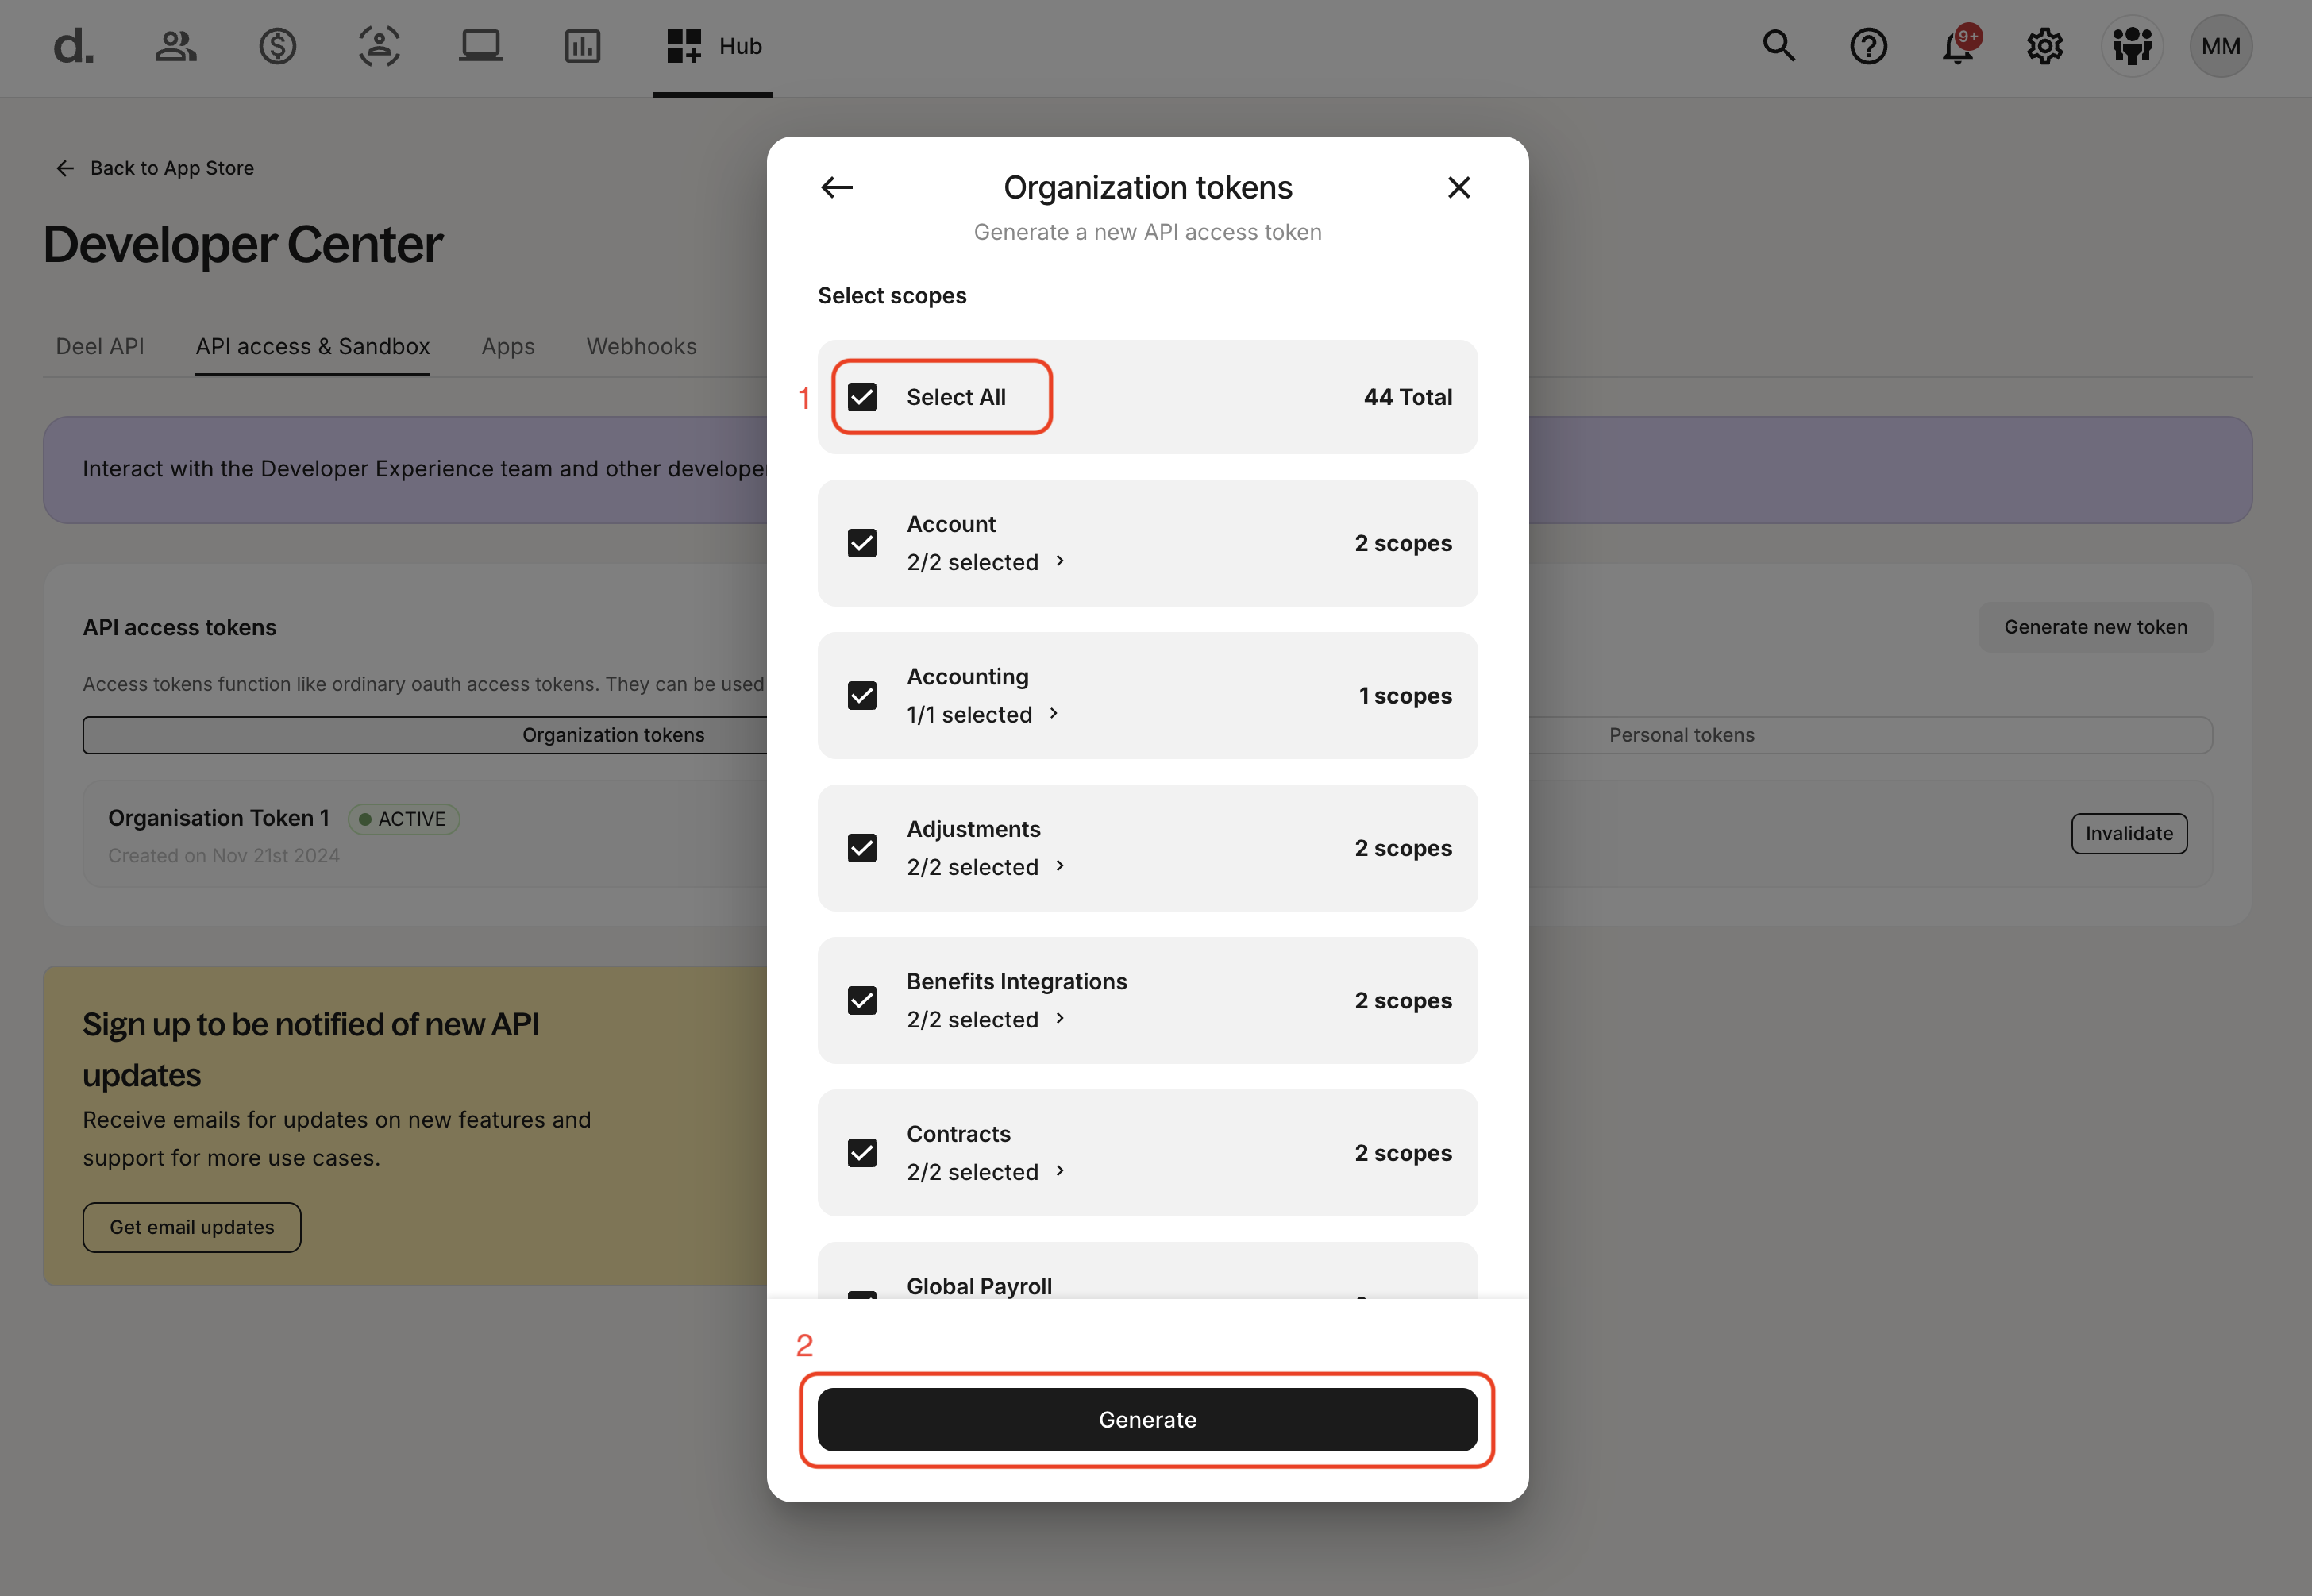 d.
Hub
9+
MM
Back to App Store
Developer Center
Deel API
API access & Sandbox
Apps
Webhooks
Interact with the Developer Experience team and other develope
API access tokens
Generate new token
Access tokens function like ordinary oauth access tokens. They can be used
Organization tokens
Personal tokens
Organisation Token 1
ACTIVE
Created on Nov 21st 2024
Invalidate
Sign up to be notified of new API
updates
Receive emails for updates on new features and
support for more use cases.
Get email updates
Organization tokens
Generate a new API access token
Select scopes
1
Select All
44 Total
Account
2/2 selected
2 scopes
Accounting
1/1 selected
1 scopes
Adjustments
2/2 selected
2 scopes
Benefits Integrations
2/2 selected
2 scopes
Contracts
2/2 selected
2 scopes
Global Payroll
2
Generate